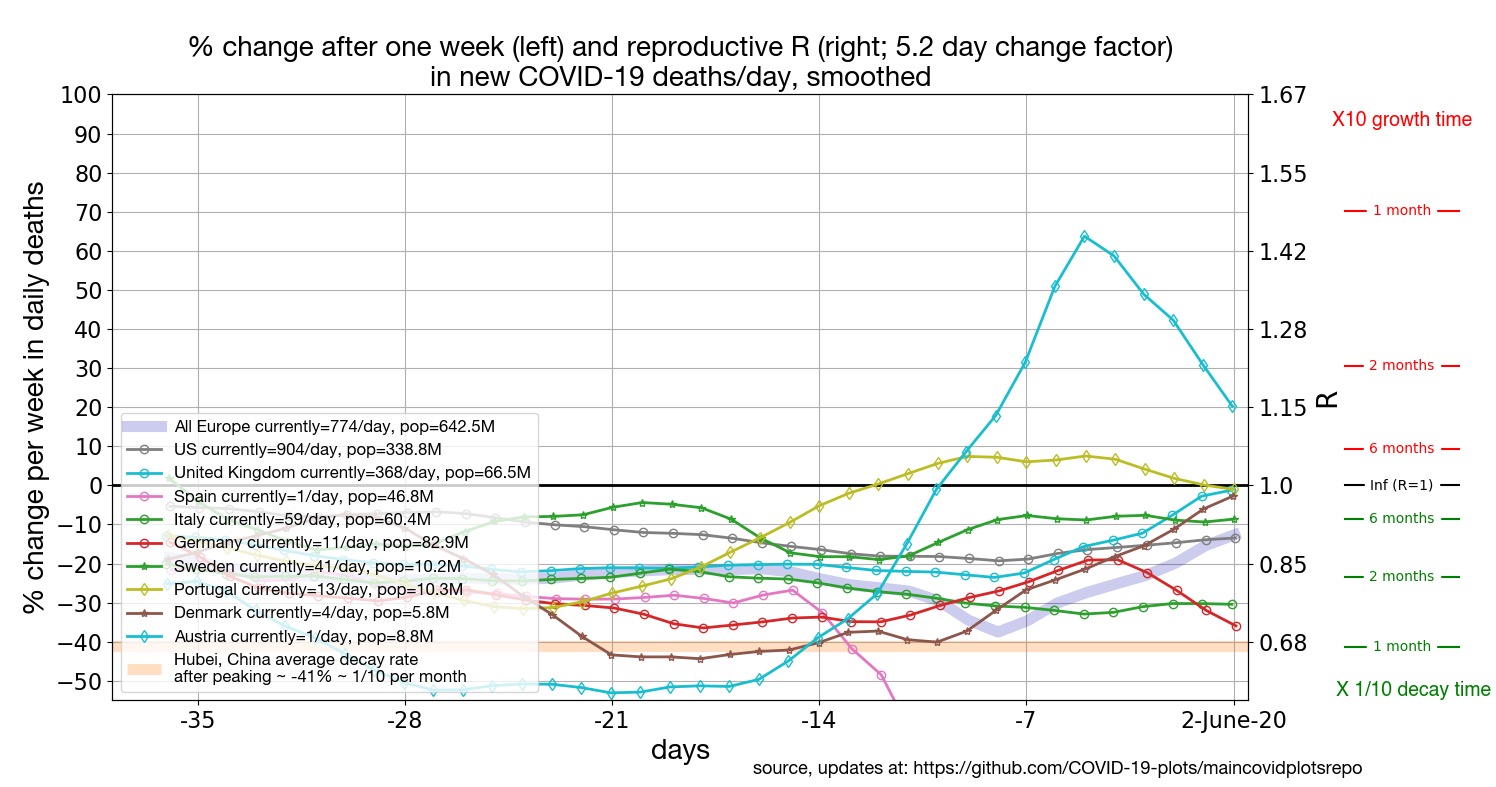 % change after one week (left) and reproductive R (right; 5.2 day change factor)
in new COVID-19 deaths/day, smoothed
100
90
80
70
60
50
40
30
20
10
0
−10
−20
−30
−40
−50
% change per week in daily deaths
All Europe currently=774/day, pop=642.5M
US currently=904/day, pop=338.8M
United Kingdom currently=368/day, pop=66.5M
Spain currently=1/day, pop=46.8M
Italy currently=59/day, pop=60.4M
Germany currently=11/day, pop=82.9M
Sweden currently=41/day, pop=10.2M
Portugal currently=13/day, pop=10.3M
Denmark currently=4/day, pop=5.8M
Austria currently=1/day, pop=8.8M
Hubei, China average decay rate
after peaking ~ -41% ~ 1/10 per month
-35
-28
-21
-14
-7
2-June-20
days
1.67
1.55
1.42
1.28
1.15
1.0
0.85
0.68
R
X10 growth time
1 month
2 months
6 months
Inf (R=1)
6 months
2 months
1 month
X 1/10 decay time
source, updates at: https://github.com/COVID-19-plots/maincovidplotsrepo